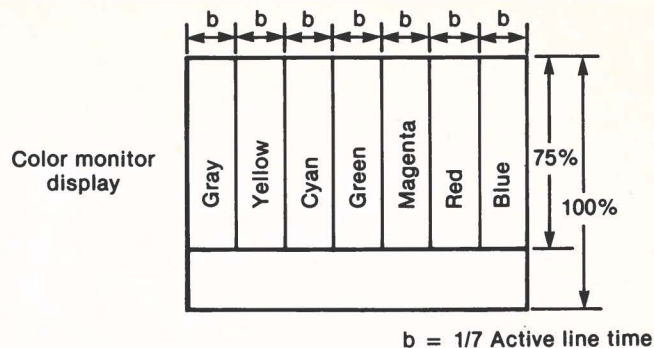 b b b b b b b
Color monitor
display
Gray
Yellow
Cyan
Green
Magenta
Red
Blue
75%
100%
b = 1/7 Active line time